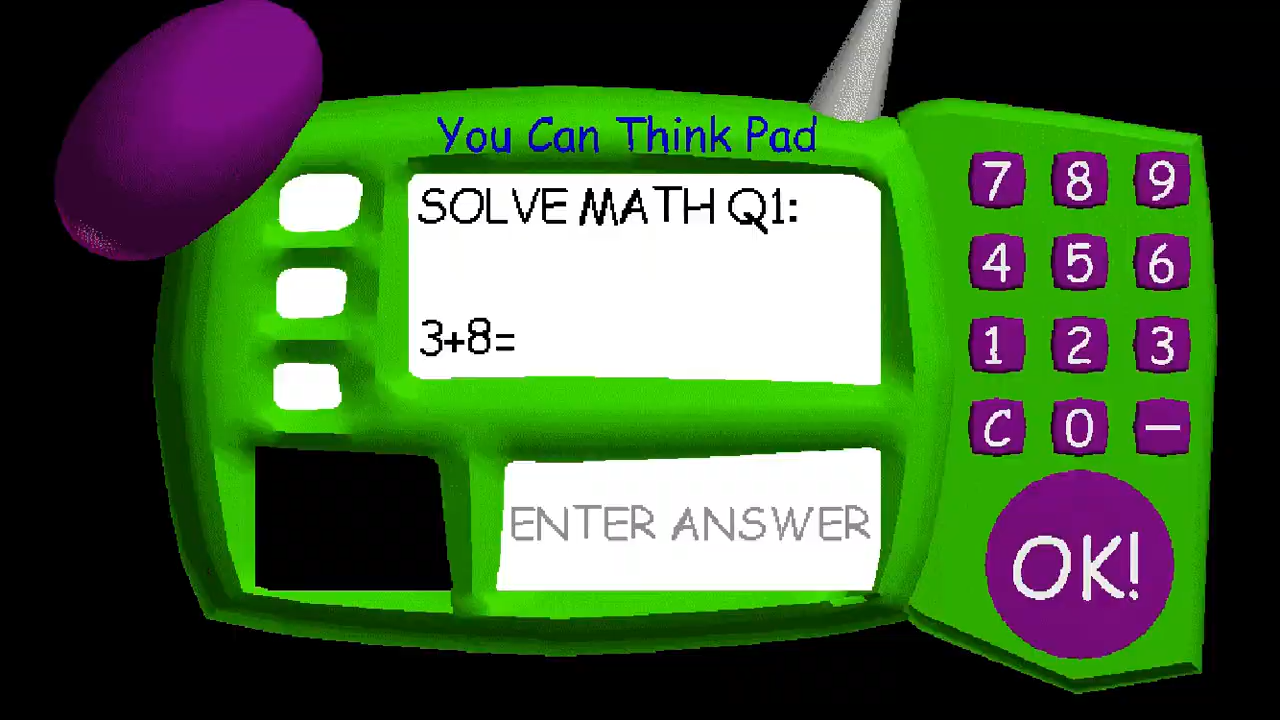 You Can Think Pad
SOLVE MATH Q1:
3+8=
ENTER ANSWER
7 8 9
4 5 6
1 2 3
C 0 —
OK!